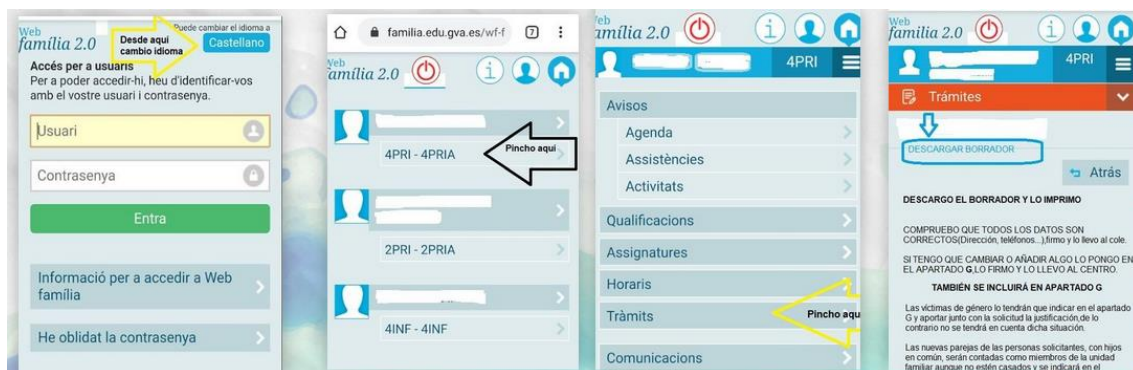 Web
família 2.0
Puede cambiar el idioma a
Castellano
Desde aquí
cambio idioma
Accés per a usuaris
Per a poder accedir-hi, heu d'identificar-vos
amb el vostre usuari i contrasenya.
Usuari
Contrasenya
Entra
Informació per a accedir a Web
família
He oblidat la contrasenya
familia.edu.gva.es/wf-f
7
Web
família 2.0
i
4PRI - 4PRIA
Pincho aqui
2PRI - 2PRIA
4INF - 4INF
eb
amília 2.0
i
4PRI
Avisos
Agenda
Assistències
Activitats
Qualificacions
Assignatures
Horaris
Tràmits
Pincho aqu
Comunicacions
Web
família 2.0
i
4PRI
Trámites
DESCARGAR BORRADOR
Atrás
DESCARGO EL BORRADOR Y LO IMPRIMO
COMPRUEBO QUE TODOS LOS DATOS SON
CORRECTOS(Dirección, teléfonos...),firmo y lo llevo al cole.
SI TENGO QUE CAMBIAR O AÑADIR ALGO LO PONGO EN
EL APARTADO G,LO FIRMO Y LO LLEVO AL CENTRO.
TAMBIÉN SE INCLUIRÁ EN APARTADO G
Las víctimas de género lo tendrán que indicar en el apartado
G y aportar junto con la solicitud la justificación,de lo
contrario no se tendrá en cuenta dicha situación.
Las nuevas parejas de las personas solicitantes, con hijos
en común, serán contadas como miembros de la unidad
familiar aunque no estén casados y se indicará en el